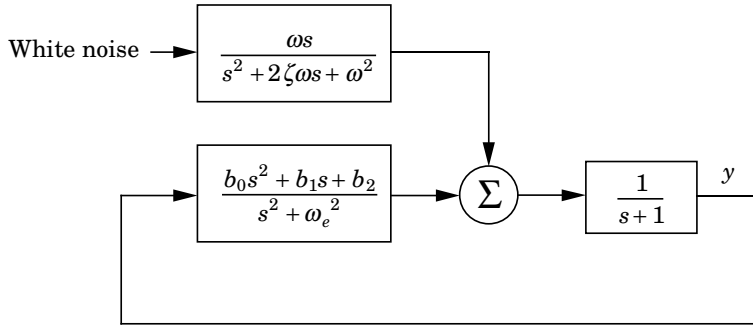 White noise
ωs
s² + 2ζωs + ω²
b₀s² + b₁s + b₂
s² + ωₑ²
Σ
1
s + 1
y